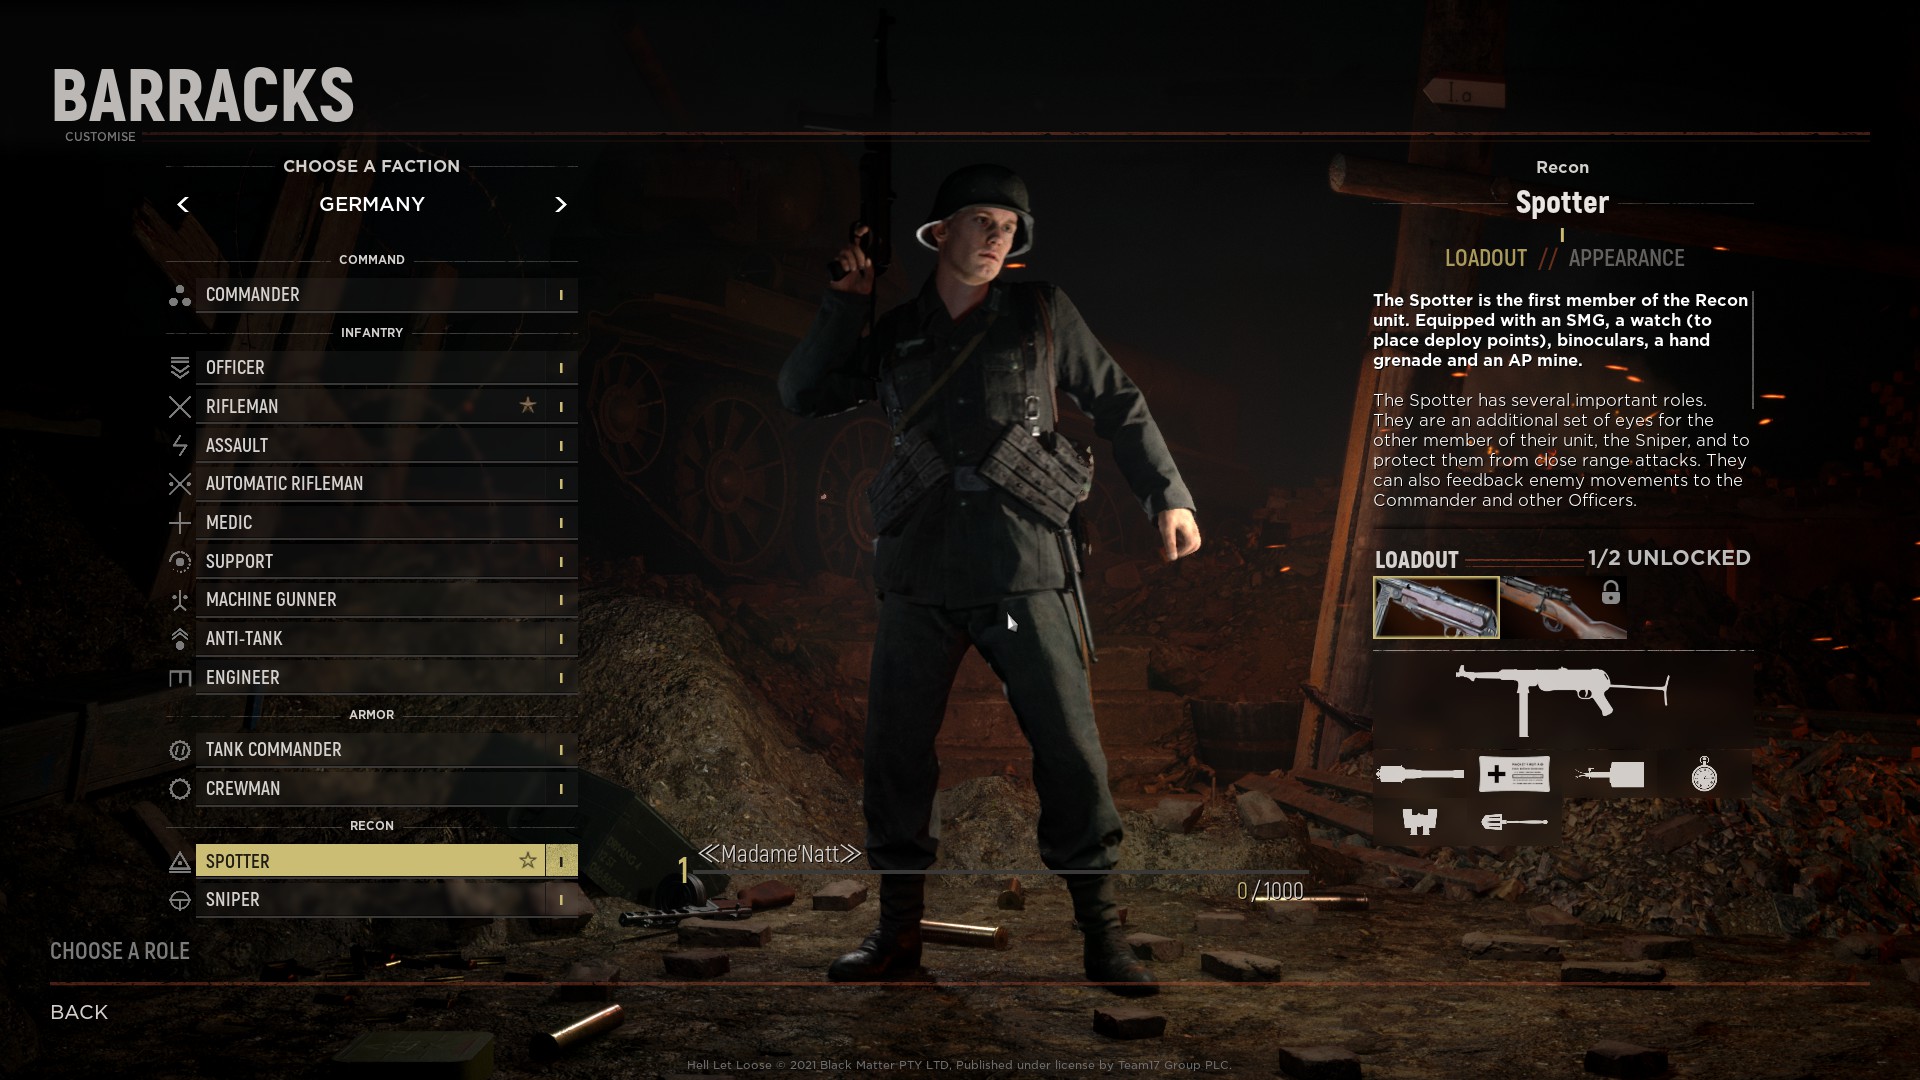 BARRACKS
CUSTOMISE
CHOOSE A FACTION
GERMANY
COMMAND
COMMANDER I
INFANTRY
OFFICER I
RIFLEMAN I
ASSAULT I
AUTOMATIC RIFLEMAN I
MEDIC I
SUPPORT I
MACHINE GUNNER I
ANTI-TANK I
ENGINEER I
ARMOR
TANK COMMANDER I
CREWMAN I
RECON
SPOTTER I
SNIPER I
CHOOSE A ROLE
BACK
1 ≪Madame'Natt≫
0/1000
Recon
Spotter
I
LOADOUT // APPEARANCE
The Spotter is the first member of the Recon
unit. Equipped with an SMG, a watch (to
place deploy points), binoculars, a hand
grenade and an AP mine.
The Spotter has several important roles.
They are an additional set of eyes for the
other member of their unit, the Sniper, and to
protect them from close range attacks. They
can also feedback enemy movements to the
Commander and other Officers.
LOADOUT 1/2 UNLOCKED
Hell Let Loose © 2021 Black Matter PTY LTD, Published under license by Team17 Group PLC.